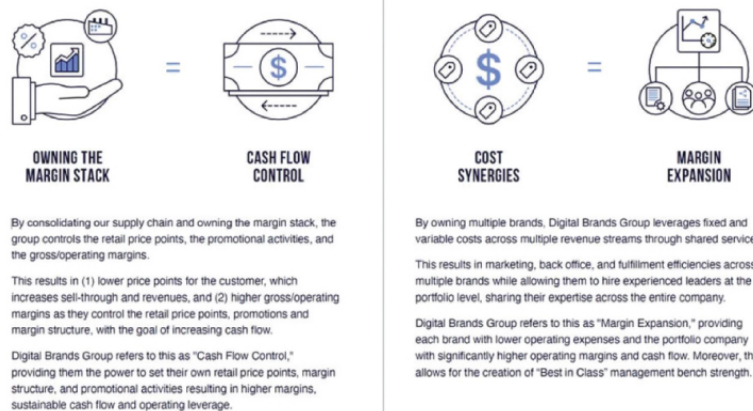 %
=
$
OWNING THE
MARGIN STACK
CASH FLOW
CONTROL
By consolidating our supply chain and owning the margin stack, the
group controls the retail price points, the promotional activities, and
the gross/operating margins.
This results in (1) lower price points for the customer, which
increases sell-through and revenues, and (2) higher gross/operating
margins as they control the retail price points, promotions and
margin structure, with the goal of increasing cash flow.
Digital Brands Group refers to this as "Cash Flow Control,"
providing them the power to set their own retail price points, margin
structure, and promotional activities resulting in higher margins,
sustainable cash flow and operating leverage.
$
=
COST
SYNERGIES
MARGIN
EXPANSION
By owning multiple brands, Digital Brands Group leverages fixed and
variable costs across multiple revenue streams through shared service
This results in marketing, back office, and fulfillment efficiencies across
multiple brands while allowing them to hire experienced leaders at the
portfolio level, sharing their expertise across the entire company.
Digital Brands Group refers to this as "Margin Expansion," providing
each brand with lower operating expenses and the portfolio company
with significantly higher operating margins and cash flow. Moreover, th
allows for the creation of "Best in Class" management bench strength.